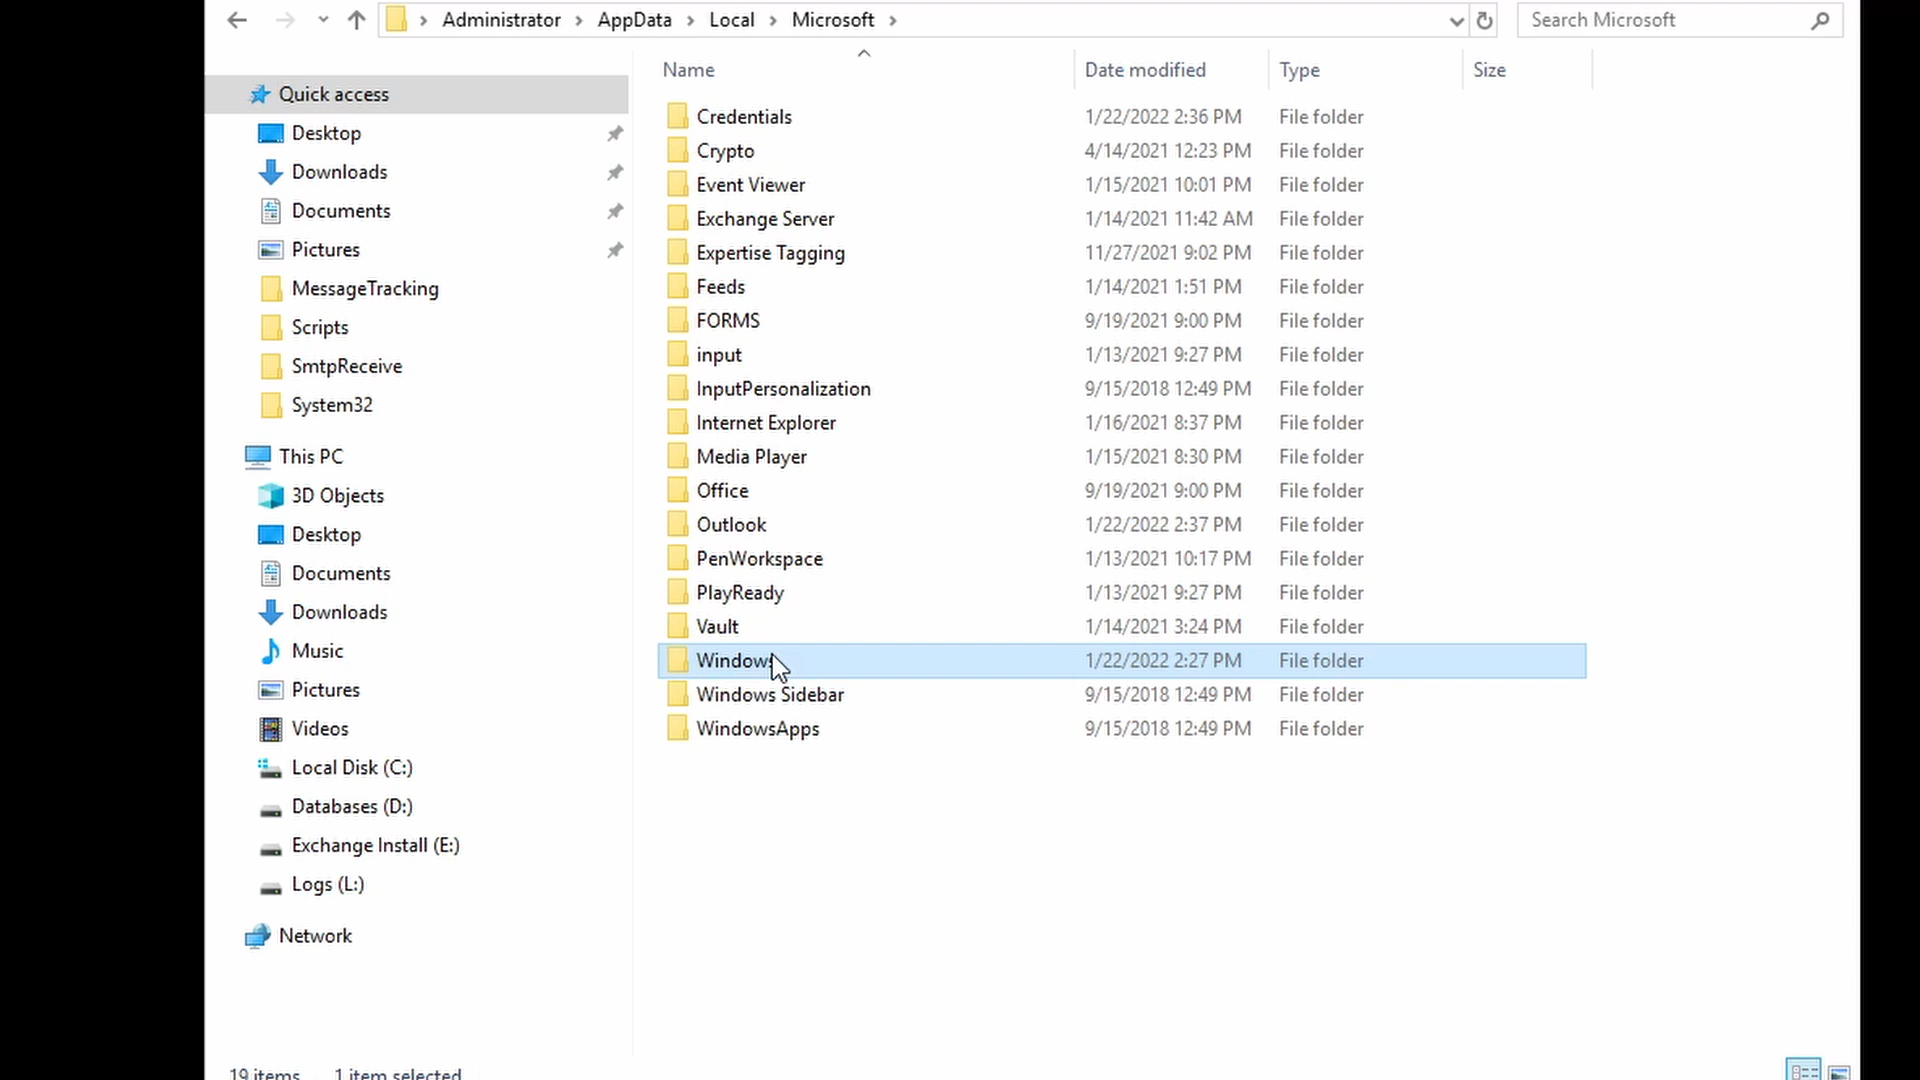 Administrator > AppData > Local > Microsoft >
Search Microsoft
Quick access
Desktop
Downloads
Documents
Pictures
MessageTracking
Scripts
SmtpReceive
System32
This PC
3D Objects
Desktop
Documents
Downloads
Music
Pictures
Videos
Local Disk (C:)
Databases (D:)
Exchange Install (E:)
Logs (L:)
Network
Name Date modified Type Size
Credentials 1/22/2022 2:36 PM File folder
Crypto 4/14/2021 12:23 PM File folder
Event Viewer 1/15/2021 10:01 PM File folder
Exchange Server 1/14/2021 11:42 AM File folder
Expertise Tagging 11/27/2021 9:02 PM File folder
Feeds 1/14/2021 1:51 PM File folder
FORMS 9/19/2021 9:00 PM File folder
input 1/13/2021 9:27 PM File folder
InputPersonalization 9/15/2018 12:49 PM File folder
Internet Explorer 1/16/2021 8:37 PM File folder
Media Player 1/15/2021 8:30 PM File folder
Office 9/19/2021 9:00 PM File folder
Outlook 1/22/2022 2:37 PM File folder
PenWorkspace 1/13/2021 10:17 PM File folder
PlayReady 1/13/2021 9:27 PM File folder
Vault 1/14/2021 3:24 PM File folder
Windows 1/22/2022 2:27 PM File folder
Windows Sidebar 9/15/2018 12:49 PM File folder
WindowsApps 9/15/2018 12:49 PM File folder
19 items 1 item selected